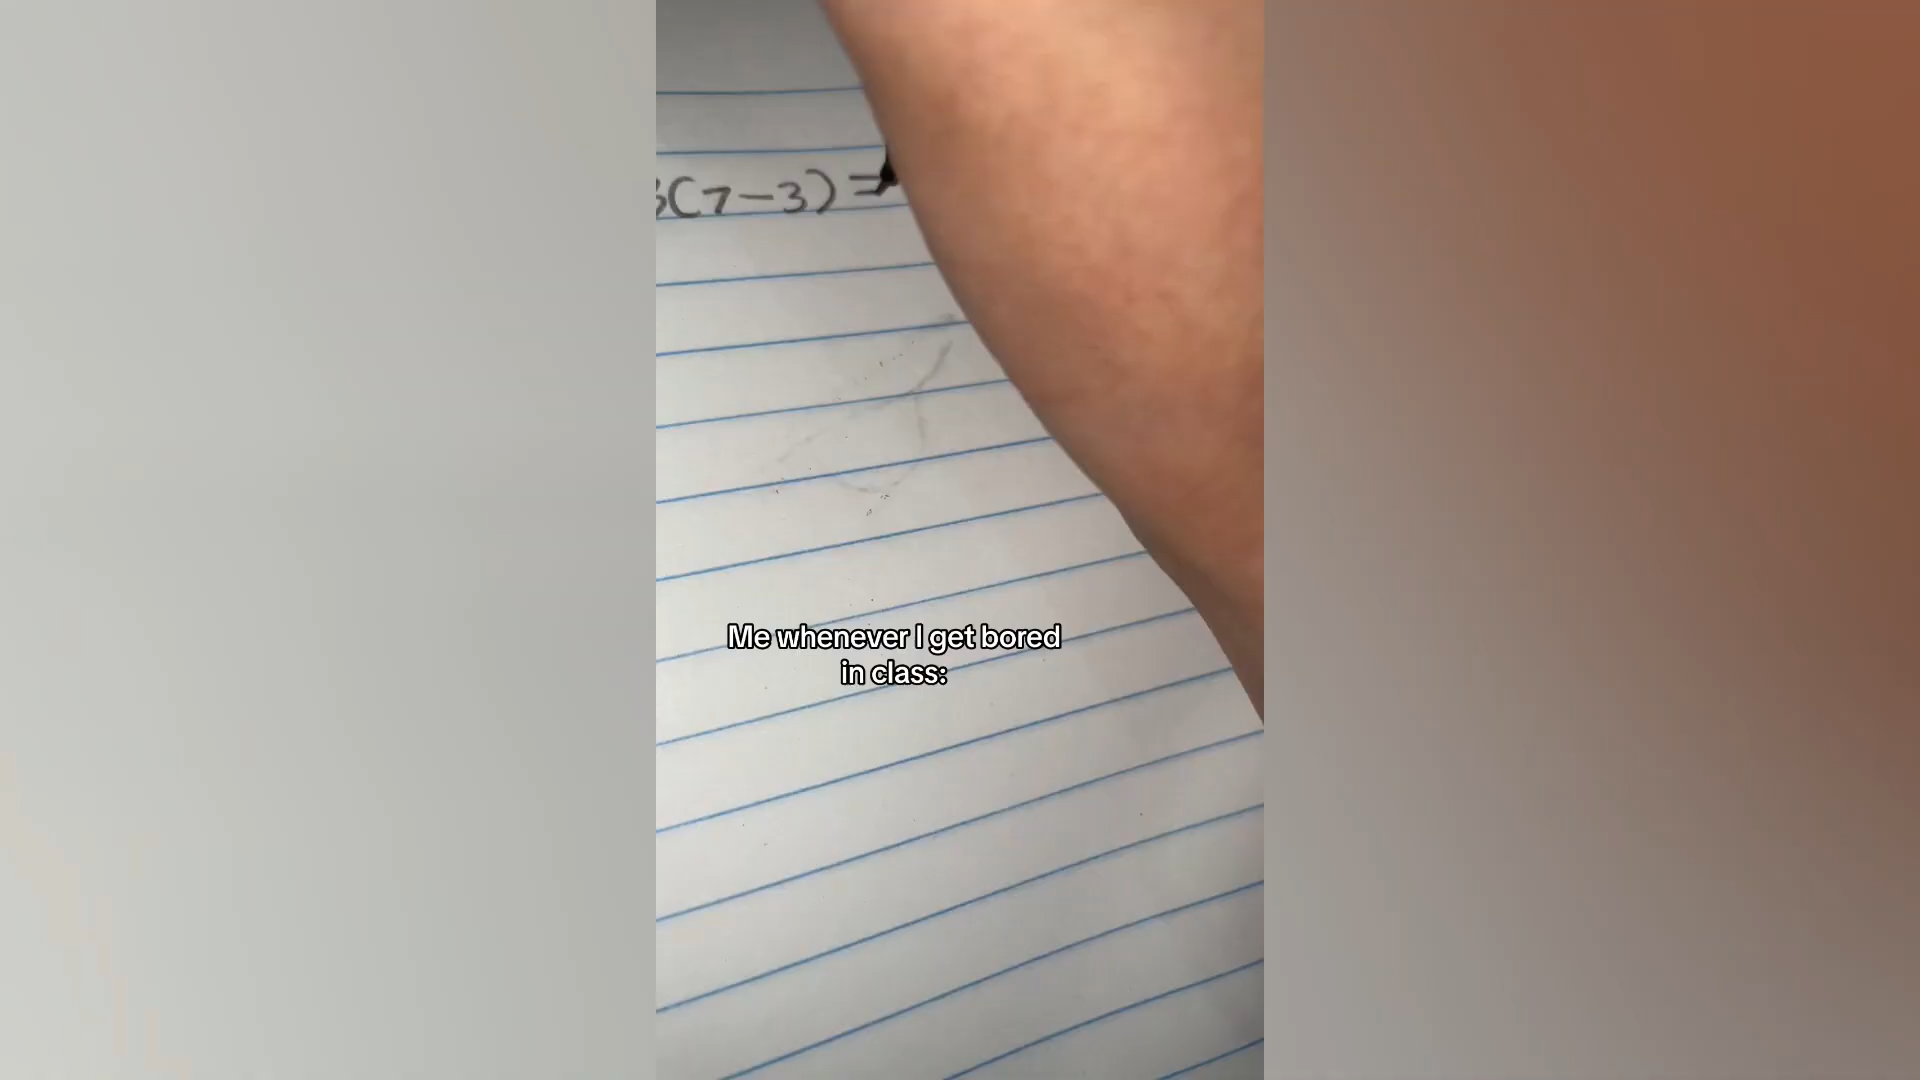 (7-3)=
Me whenever I get bored
in class: